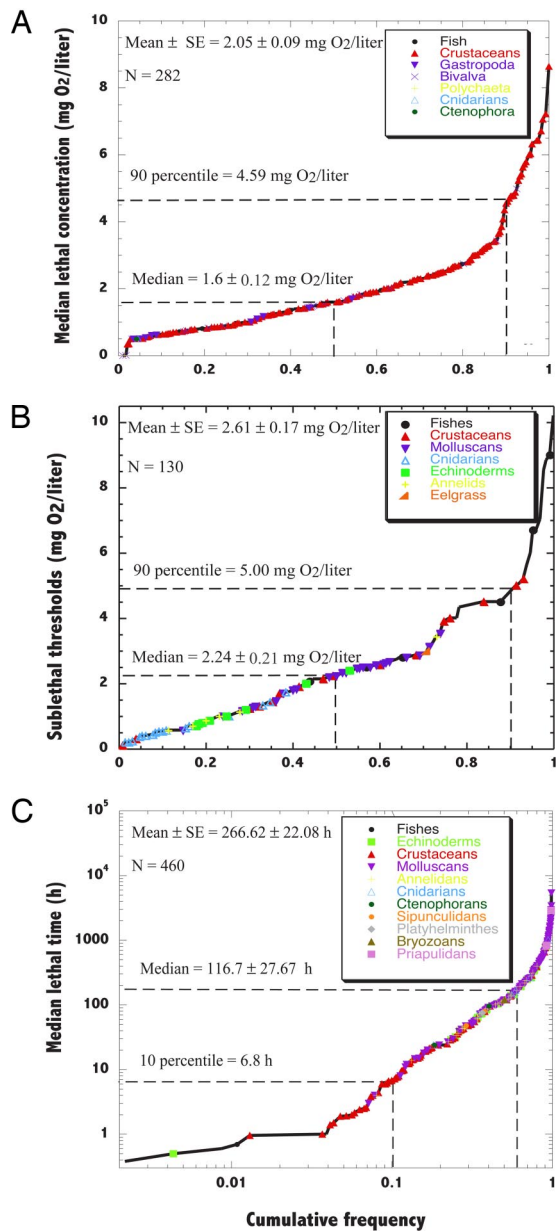 A
Mean ± SE = 2.05 ± 0.09 mg O2/liter
N = 282
Fish
Crustaceans
Gastropoda
Bivalva
Polychaeta
Cnidarians
Ctenophora
90 percentile = 4.59 mg O2/liter
Median = 1.6 ± 0.12 mg O2/liter
Median lethal concentration (mg O2/liter)
10
8
6
4
2
0
0 0.2 0.4 0.6 0.8 1
B
Mean ± SE = 2.61 ± 0.17 mg O2/liter
N = 130
Fishes
Crustaceans
Molluscans
Cnidarians
Echinoderms
Annelids
Eelgrass
90 percentile = 5.00 mg O2/liter
Median = 2.24 ± 0.21 mg O2/liter
Sublethal thresholds (mg O2/liter)
10
8
6
4
2
0
0 0.2 0.4 0.6 0.8 1
C
Mean ± SE = 266.62 ± 22.08 h
N = 460
Fishes
Echinoderms
Crustaceans
Molluscans
Annelidans
Cnidarians
Ctenophorans
Sipunculidans
Platyhelminthes
Bryozoans
Priapulidans
Median = 116.7 ± 27.67 h
10 percentile = 6.8 h
Median lethal time (h)
10^5
10^4
1000
100
10
1
0.01 0.1 1
Cumulative frequency